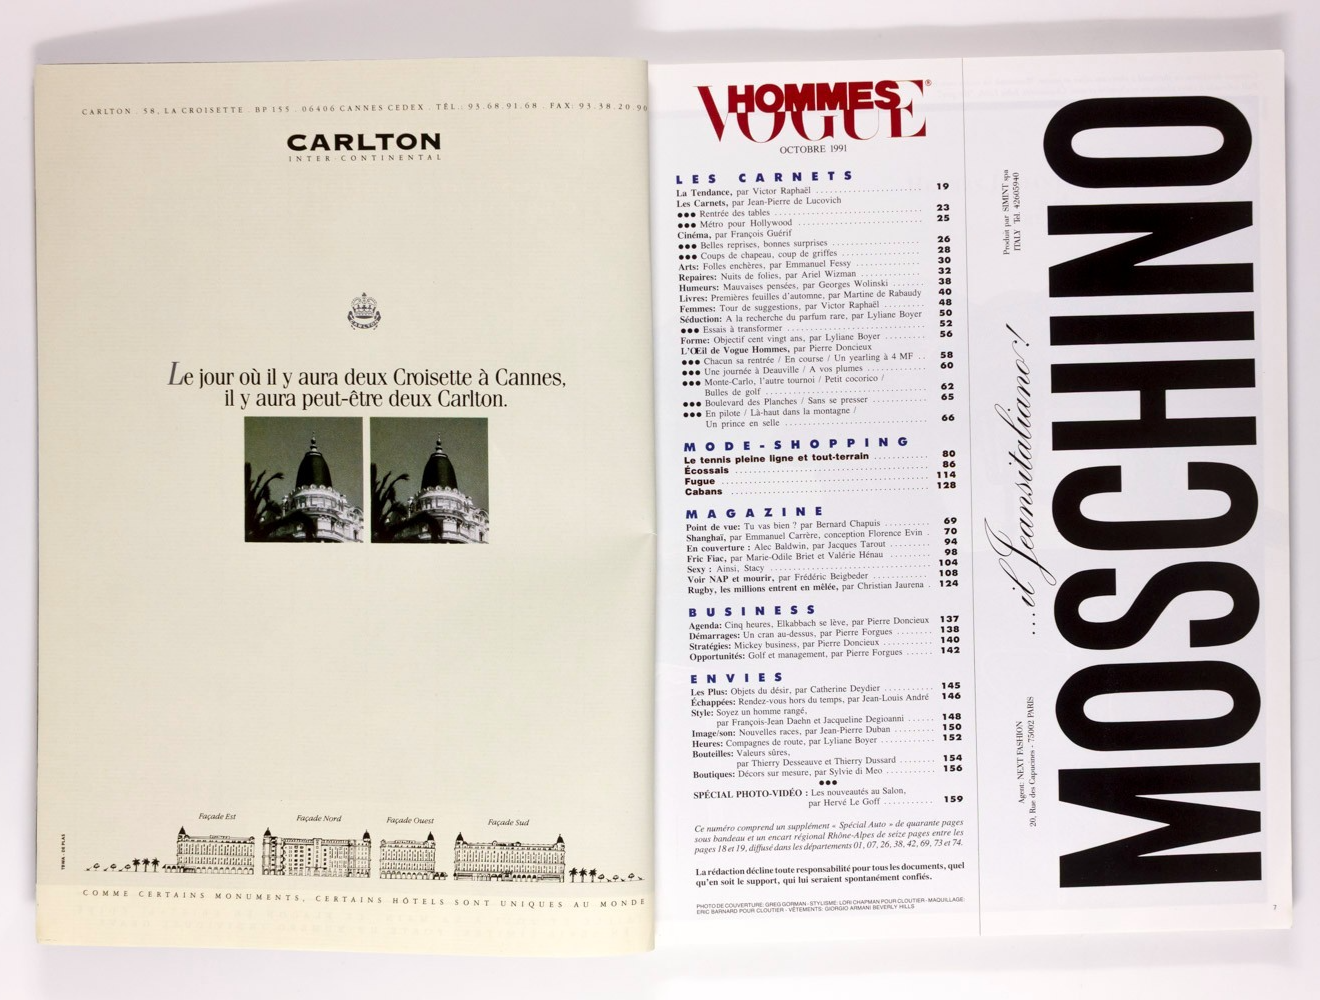 CARLTON . 58, LA CROISETTE . BP 155 . 06406 CANNES CEDEX . TÉL.: 93.68.91.68 . FAX: 93.38.20.90
CARLTON
INTER·CONTINENTAL
CARLTON
Le jour où il y aura deux Croisette à Cannes,
il y aura peut-être deux Carlton.
Façade Est
Façade Nord
Façade Ouest
Façade Sud
COMME CERTAINS MONUMENTS, CERTAINS HÔTELS SONT UNIQUES AU MONDE
VOGUE HOMMES®
OCTOBRE 1991
LES CARNETS
La Tendance, par Victor Raphaël 19
Les Carnets, par Jean-Pierre de Lucovich
●●● Rentrée des tables 23
●●● Métro pour Hollywood 25
Cinéma, par François Guérif
●●● Belles reprises, bonnes surprises 26
●●● Coups de chapeau, coup de griffes 28
Arts: Folles enchères, par Emmanuel Fessy 30
Repaires: Nuits de folies, par Ariel Wizman 32
Humeurs: Mauvaises pensées, par Georges Wolinski 38
Livres: Premières feuilles d'automne, par Martine de Rabaudy 40
Femmes: Tour de suggestions, par Victor Raphaël 48
Séduction: A la recherche du parfum rare, par Lyliane Boyer 50
●●● Essais à transformer 52
Forme: Objectif cent vingt ans, par Lyliane Boyer 56
L'Œil de Vogue Hommes, par Pierre Doncieux
●●● Chacun sa rentrée / En course / Un yearling à 4 MF 58
●●● Une journée à Deauville / A vos plumes 60
●●● Monte-Carlo, l'autre tournoi / Petit cocorico /
Bulles de golf 62
●●● Boulevard des Planches / Sans se presser 65
●●● En pilote / Là-haut dans la montagne /
Un prince en selle 66
MODE-SHOPPING
Le tennis pleine ligne et tout-terrain 80
Écossais 86
Fugue 114
Cabans 128
MAGAZINE
Point de vue: Tu vas bien ? par Bernard Chapuis 69
Shanghaï, par Emmanuel Carrère, conception Florence Evin 70
En couverture : Alec Baldwin, par Jacques Tarout 94
Fric Fiac, par Marie-Odile Briet et Valérie Hénau 98
Sexy : Ainsi, Stacy 104
Voir NAP et mourir, par Frédéric Beigbeder 108
Rugby, les millions entrent en mêlée, par Christian Jaurena 124
BUSINESS
Agenda: Cinq heures, Elkabbach se lève, par Pierre Doncieux 137
Démarrages: Un cran au-dessus, par Pierre Forgues 138
Stratégies: Mickey business, par Pierre Doncieux 140
Opportunités: Golf et management, par Pierre Forgues 142
ENVIES
Les Plus: Objets du désir, par Catherine Deydier 145
Échappées: Rendez-vous hors du temps, par Jean-Louis André 146
Style: Soyez un homme rangé,
par François-Jean Daehn et Jacqueline Degioanni 148
Image/son: Nouvelles races, par Jean-Pierre Duban 150
Heures: Compagnes de route, par Lyliane Boyer 152
Bouteilles: Valeurs sûres,
par Thierry Desseauve et Thierry Dussard 154
Boutiques: Décors sur mesure, par Sylvie di Meo 156
●●●
SPÉCIAL PHOTO-VIDÉO : Les nouveautés au Salon,
par Hervé Le Goff 159
Ce numéro comprend un supplément « Spécial Auto » de quarante pages
sous bandeau et un encart régional Rhône-Alpes de seize pages entre les
pages 18 et 19, diffusé dans les départements 01, 07, 26, 38, 42, 69, 73 et 74.
La rédaction décline toute responsabilité pour tous les documents, quel
qu'en soit le support, qui lui seraient spontanément confiés.
PHOTO DE COUVERTURE: GREG GORMAN - STYLISME: LORI CHAPMAN POUR CLOUTIER - MAQUILLAGE:
ERIC BARNARD POUR CLOUTIER - VÊTEMENTS: GIORGIO ARMANI BEVERLY HILLS
Produit par SIMINT spa
ITALY Tel. 42605940
...il Jeansitaliano!
Agent: NEXT FASHION
20, Rue des Capucines - 75002 PARIS
MOSCHINO
7